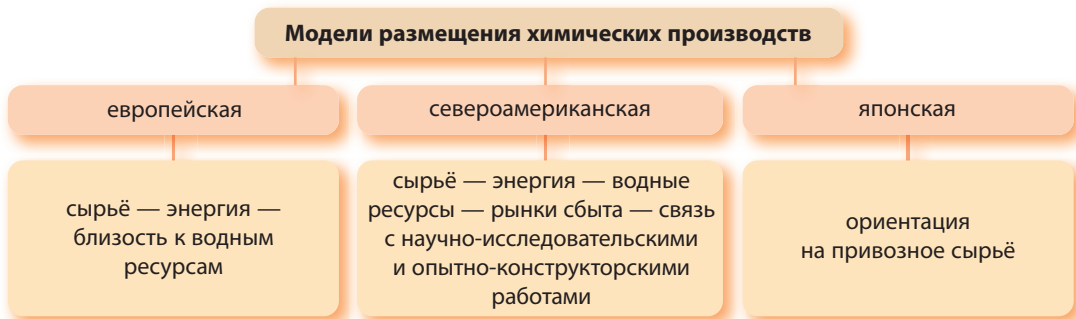 Модели размещения химических производств
европейская
североамериканская
японская
сырьё — энергия —
близость к водным
ресурсам
сырьё — энергия — водные
ресурсы — рынки сбыта — связь
с научно-исследовательскими
и опытно-конструкторскими
работами
ориентация
на привозное сырьё